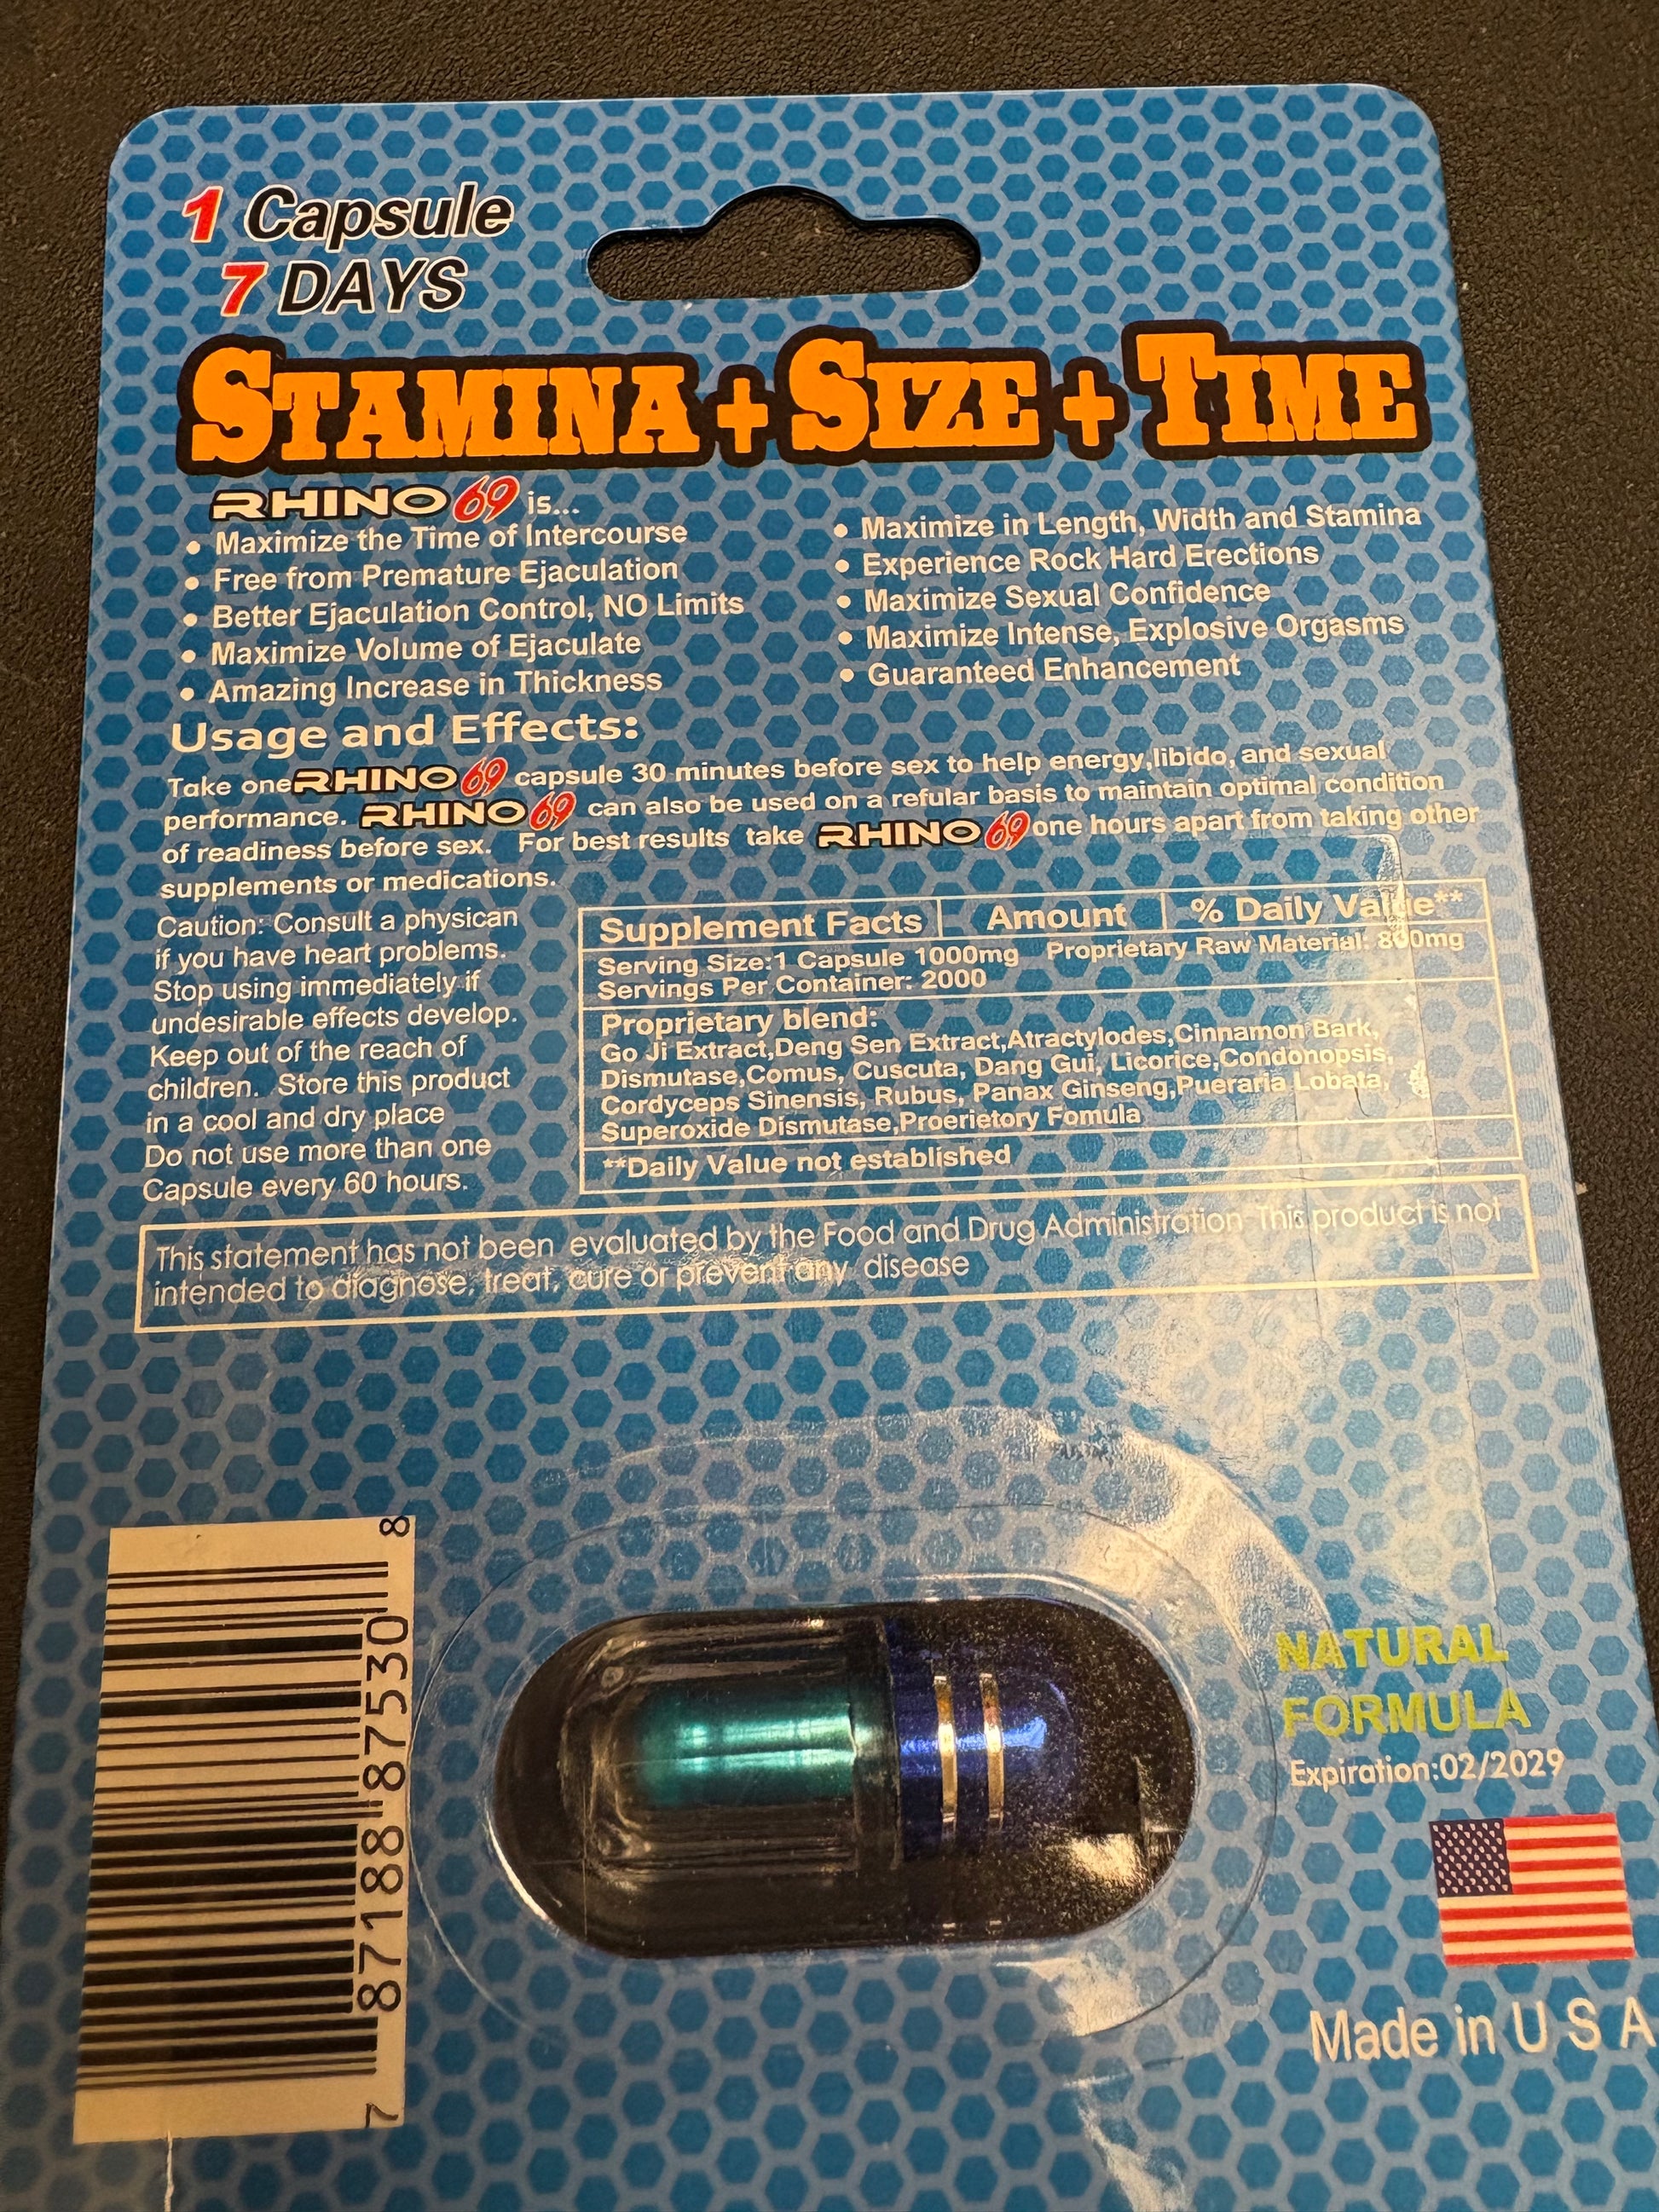 1 Capsule
7 DAYS
STAMINA + SIZE + TIME
RHINO 69 is...
• Maximize the Time of Intercourse
• Free from Premature Ejaculation
• Better Ejaculation Control, NO Limits
• Maximize Volume of Ejaculate
• Amazing Increase in Thickness
• Maximize in Length, Width and Stamina
• Experience Rock Hard Erections
• Maximize Sexual Confidence
• Maximize Intense, Explosive Orgasms
• Guaranteed Enhancement
Usage and Effects:
Take one RHINO 69 capsule 30 minutes before sex to help energy,libido, and sexual
performance. RHINO 69 can also be used on a refular basis to maintain optimal condition
of readiness before sex. For best results take RHINO 69 one hours apart from taking other
supplements or medications.
Caution: Consult a physican
if you have heart problems.
Stop using immediately if
undesirable effects develop.
Keep out of the reach of
children. Store this product
in a cool and dry place
Do not use more than one
Capsule every 60 hours.
Supplement Facts Amount % Daily Value**
Serving Size:1 Capsule 1000mg Proprietary Raw Material: 800mg
Servings Per Container: 2000
Proprietary blend:
Go Ji Extract,Deng Sen Extract,Atractylodes,Cinnamon Bark,
Dismutase,Comus, Cuscuta, Dang Gui, Licorice,Condonopsis,
Cordyceps Sinensis, Rubus, Panax Ginseng,Pueraria Lobata,
Superoxide Dismutase,Proerietory Fomula
**Daily Value not established
This statement has not been evaluated by the Food and Drug Administration This product is not
intended to diagnose, treat, cure or prevent any disease
7 87188 87530 8
NATURAL
FORMULA
Expiration:02/2029
Made in U S A